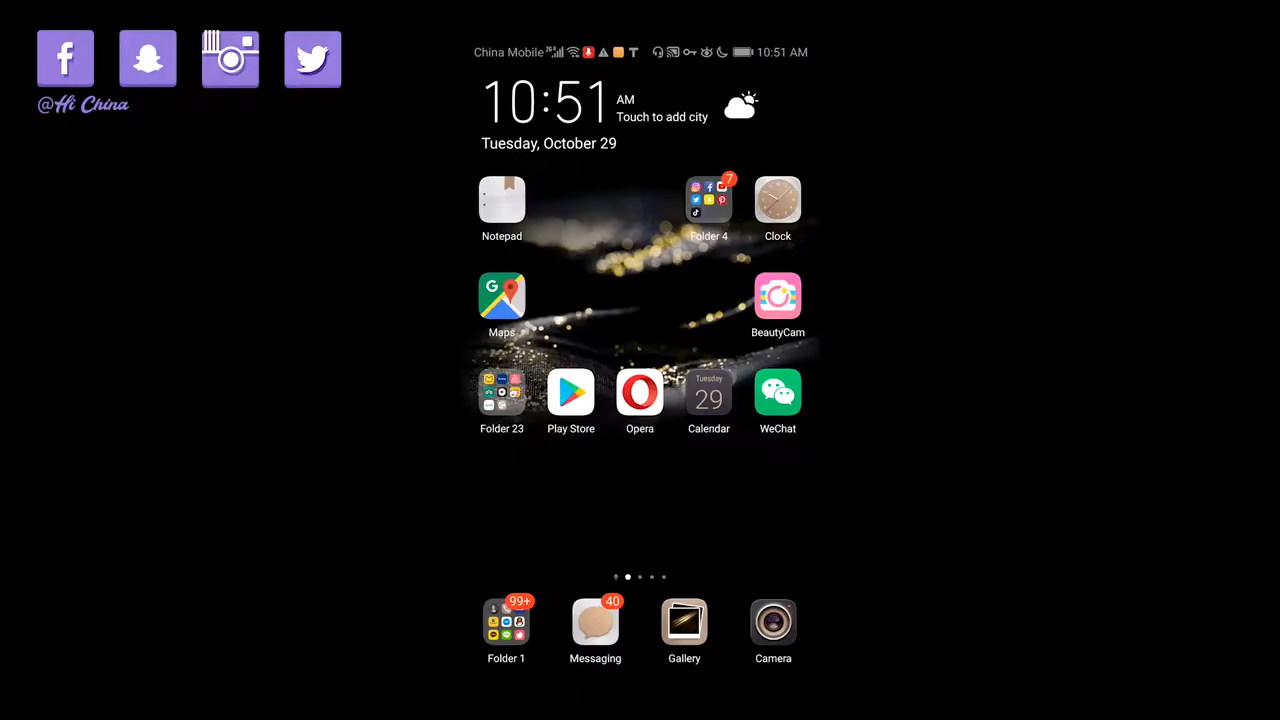 @Hi China
China Mobile 10:51 AM
10:51 AM
Touch to add city
Tuesday, October 29
7
Notepad Folder 4 Clock
Maps BeautyCam
Tuesday
29
Folder 23 Play Store Opera Calendar WeChat
99+ 40
Folder 1 Messaging Gallery Camera